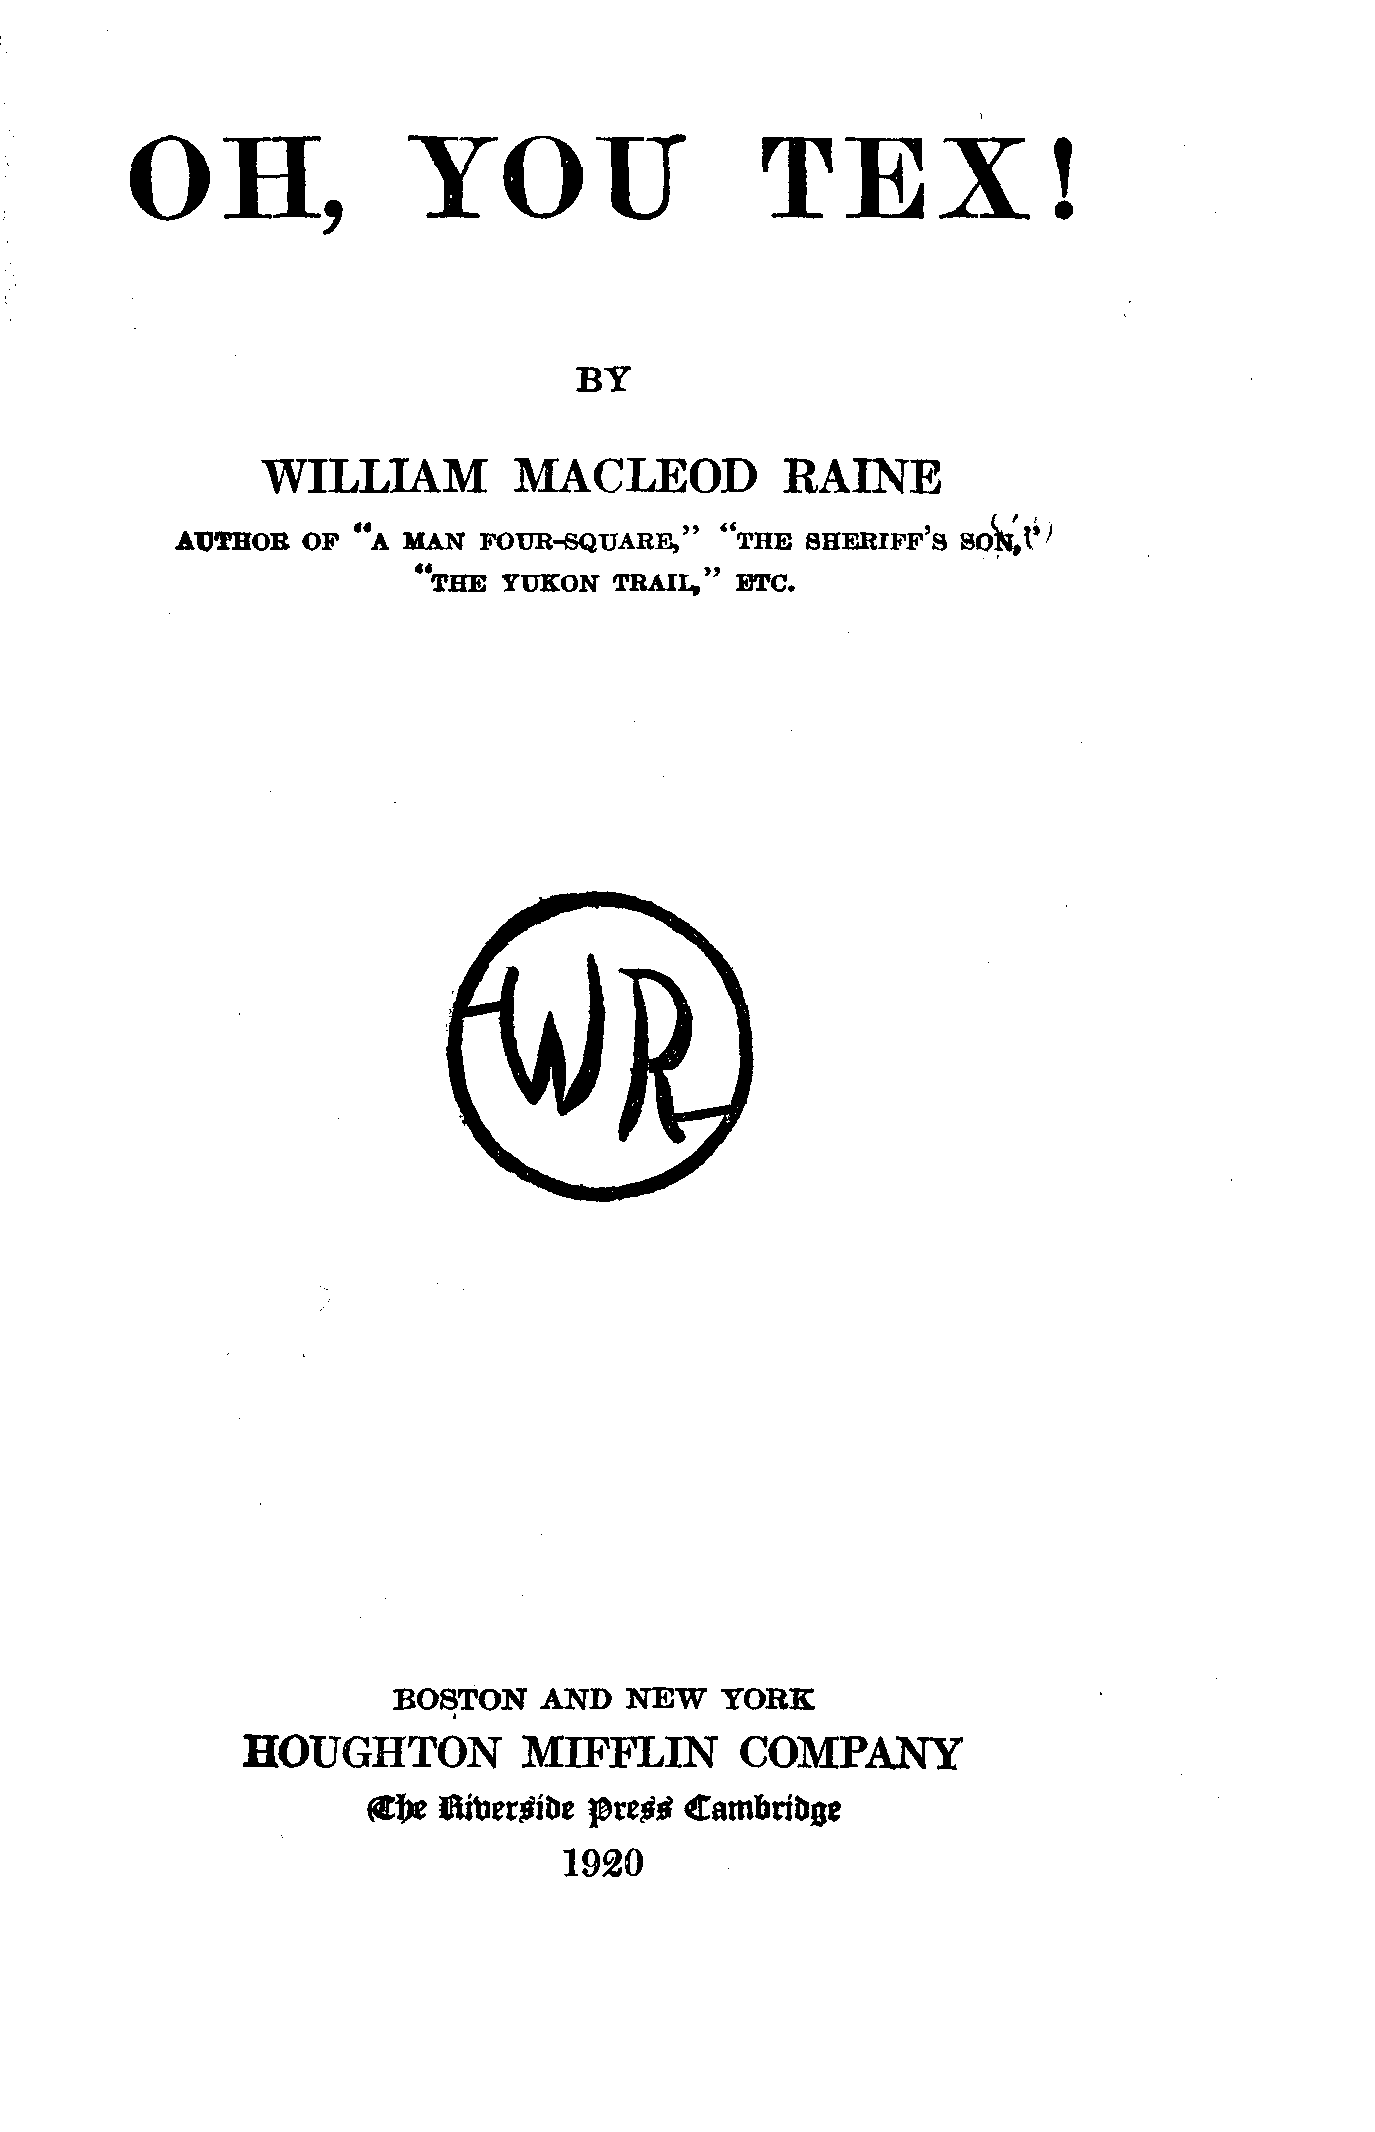 OH, YOU TEX!
BY
WILLIAM MACLEOD RAINE
AUTHOR OF "A MAN FOUR-SQUARE," "THE SHERIFF'S SON,"
"THE YUKON TRAIL," ETC.
WR
BOSTON AND NEW YORK
HOUGHTON MIFFLIN COMPANY
The Riverside Press Cambridge
1920